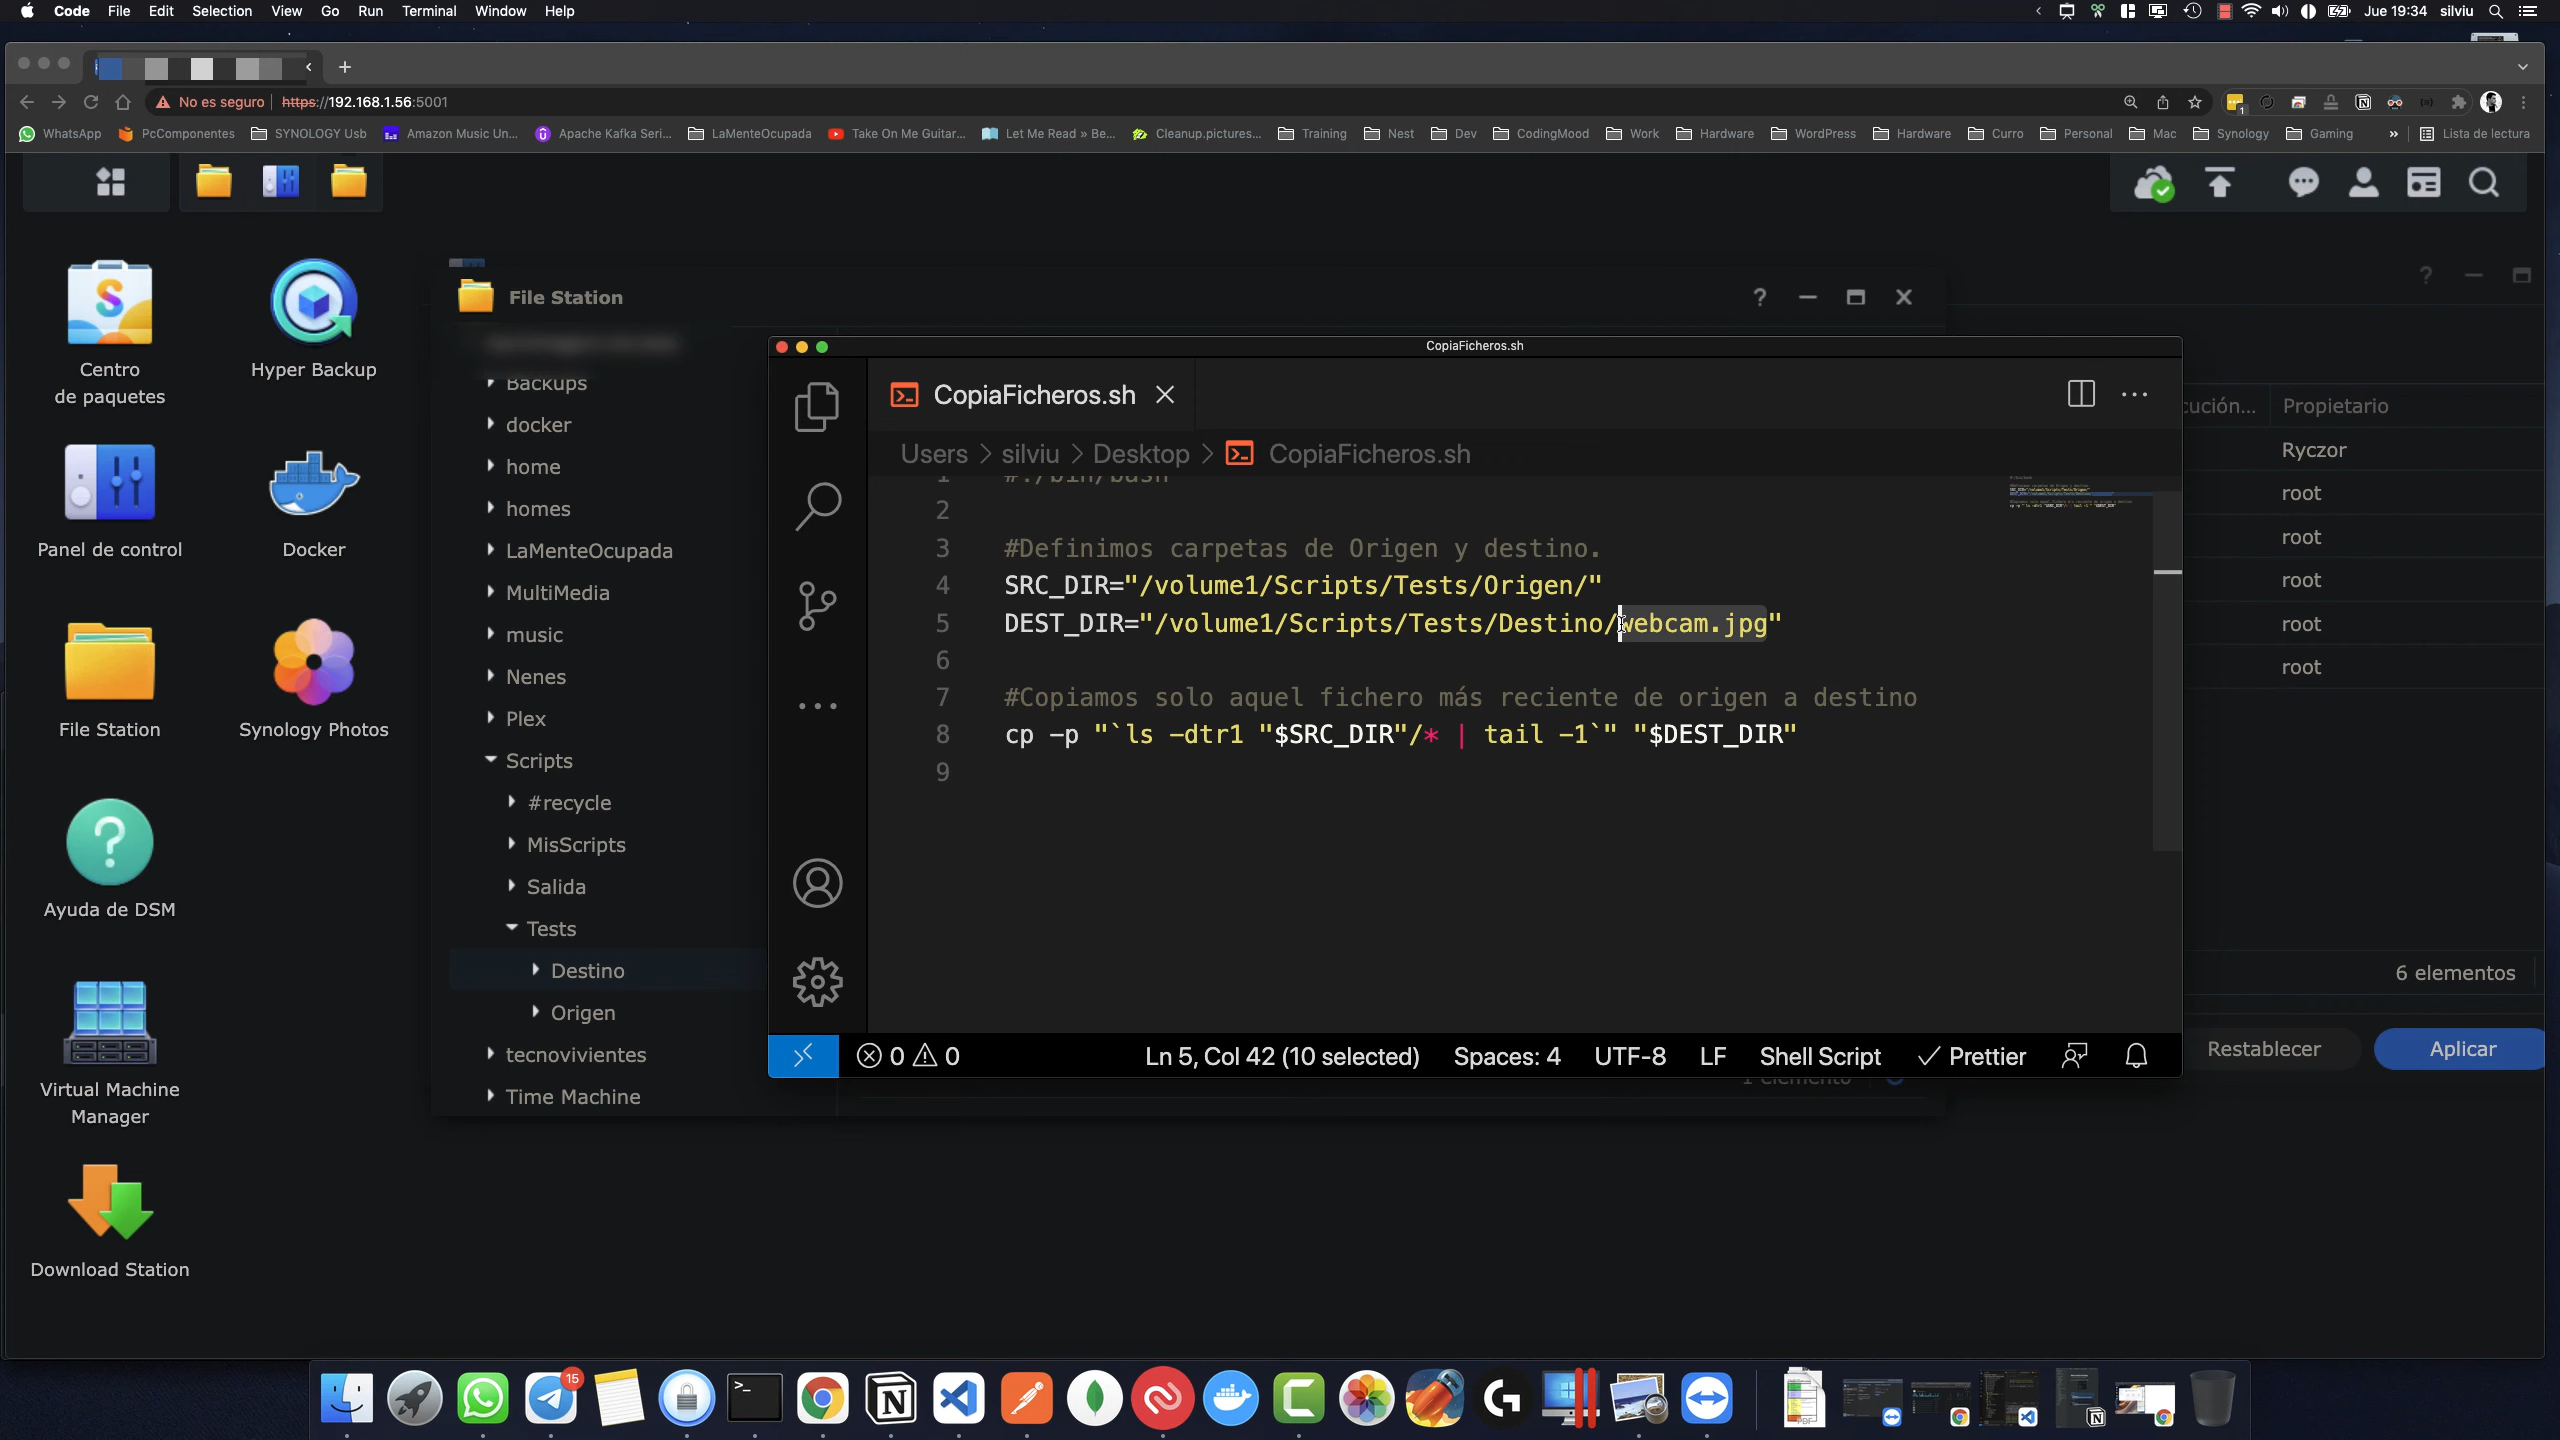 Code File Edit Selection View Go Run Terminal Window Help
Jue 19:34 silviu
No es seguro https://192.168.1.56:5001
WhatsApp PcComponentes SYNOLOGY Usb Amazon Music Un... Apache Kafka Seri... LaMenteOcupada Take On Me Guitar... Let Me Read » Be... Cleanup.pictures... Training Nest Dev CodingMood Work Hardware WordPress Hardware Curro Personal Mac Synology Gaming » Lista de lectura
Centro
de paquetes
Hyper Backup
Panel de control
Docker
File Station
Synology Photos
Ayuda de DSM
Virtual Machine
Manager
Download Station
File Station
Backups
docker
home
homes
LaMenteOcupada
MultiMedia
music
Nenes
Plex
Scripts
#recycle
MisScripts
Salida
Tests
Destino
Origen
tecnovivientes
Time Machine
CopiaFicheros.sh
CopiaFicheros.sh
Users > silviu > Desktop > CopiaFicheros.sh
1 #!/bin/bash
2
3 #Definimos carpetas de Origen y destino.
4 SRC_DIR="/volume1/Scripts/Tests/Origen/"
5 DEST_DIR="/volume1/Scripts/Tests/Destino/webcam.jpg"
6
7 #Copiamos solo aquel fichero más reciente de origen a destino
8 cp -p "`ls -dtr1 "$SRC_DIR"/* | tail -1`" "$DEST_DIR"
9
0 0 Ln 5, Col 42 (10 selected) Spaces: 4 UTF-8 LF Shell Script Prettier
1 elemento
cución... Propietario
Ryczor
root
root
root
root
root
6 elementos
Restablecer Aplicar
15